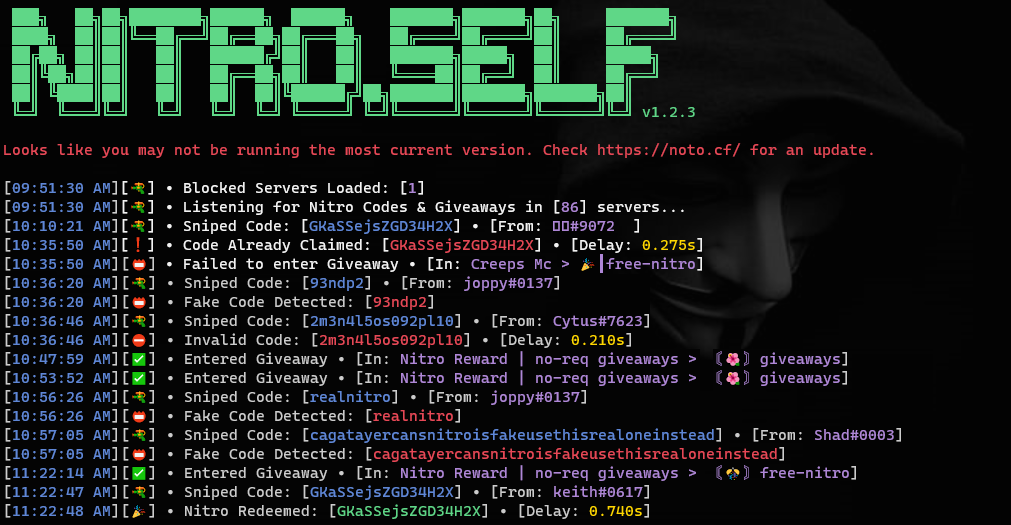 NITRO.SELF
v1.2.3
Looks like you may not be running the most current version. Check https://noto.cf/ for an update.
[09:51:30 AM][🔫] • Blocked Servers Loaded: [1]
[09:51:30 AM][🔫] • Listening for Nitro Codes & Giveaways in [86] servers...
[10:10:21 AM][🔫] • Sniped Code: [GKaSSejsZGD34H2X] • [From: □□#9072  ]
[10:35:50 AM][❗] • Code Already Claimed: [GKaSSejsZGD34H2X] • [Delay: 0.275s]
[10:35:50 AM][📛] • Failed to enter Giveaway • [In: Creeps Mc > 🎉┃free-nitro]
[10:36:20 AM][🔫] • Sniped Code: [93ndp2] • [From: joppy#0137]
[10:36:20 AM][📛] • Fake Code Detected: [93ndp2]
[10:36:46 AM][🔫] • Sniped Code: [2m3n4l5os092pl10] • [From: Cytus#7623]
[10:36:46 AM][⛔] • Invalid Code: [2m3n4l5os092pl10] • [Delay: 0.210s]
[10:47:59 AM][✅] • Entered Giveaway • [In: Nitro Reward | no-req giveaways > 〘🌸〙giveaways]
[10:53:52 AM][✅] • Entered Giveaway • [In: Nitro Reward | no-req giveaways > 〘🌸〙giveaways]
[10:56:26 AM][🔫] • Sniped Code: [realnitro] • [From: joppy#0137]
[10:56:26 AM][📛] • Fake Code Detected: [realnitro]
[10:57:05 AM][🔫] • Sniped Code: [cagatayercansnitroisfakeusethisrealoneinstead] • [From: Shad#0003]
[10:57:05 AM][📛] • Fake Code Detected: [cagatayercansnitroisfakeusethisrealoneinstead]
[11:22:14 AM][✅] • Entered Giveaway • [In: Nitro Reward | no-req giveaways > 〘🎊〙free-nitro]
[11:22:47 AM][🔫] • Sniped Code: [GKaSSejsZGD34H2X] • [From: keith#0617]
[11:22:48 AM][🎉] • Nitro Redeemed: [GKaSSejsZGD34H2X] • [Delay: 0.740s]